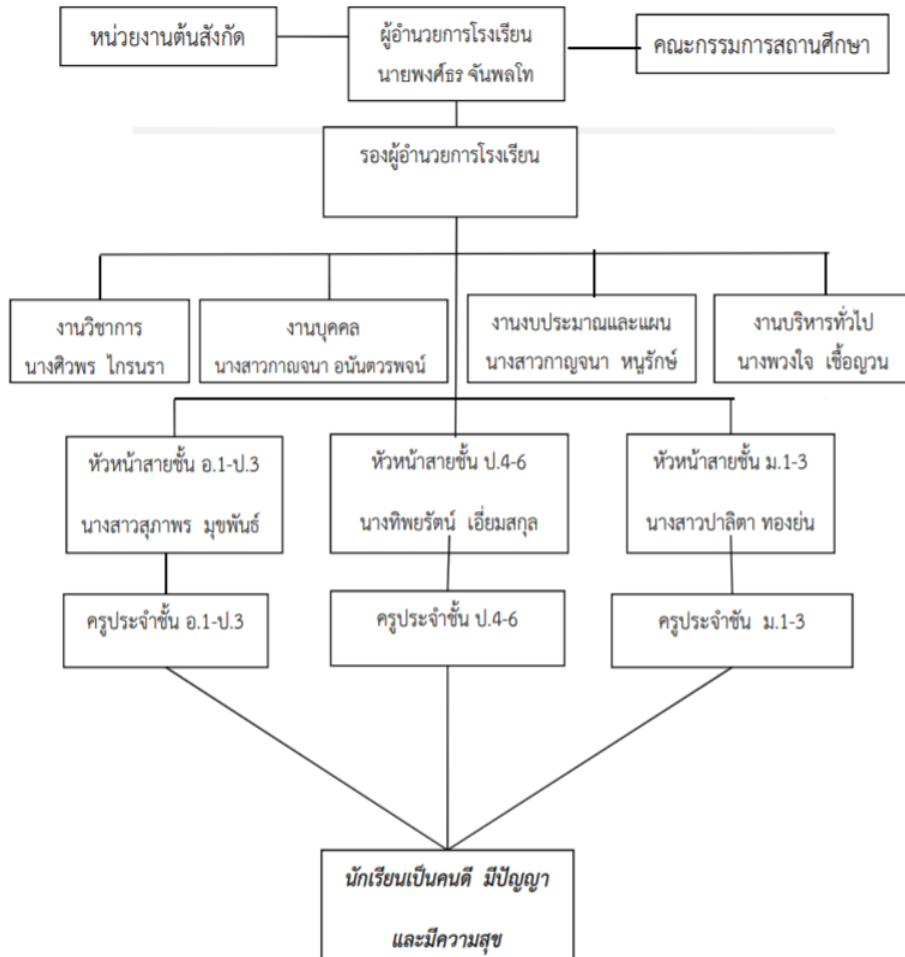 หน่วยงานต้นสังกัด
ผู้อำนวยการโรงเรียน
นายพงศ์ธร จันพลโท
คณะกรรมการสถานศึกษา
รองผู้อำนวยการโรงเรียน
งานวิชาการ
นางศิวพร ไกรนรา
งานบุคคล
นางสาวกาญจนา อนันตวรพจน์
งานงบประมาณและแผน
นางสาวกาญจนา หนูรักษ์
งานบริหารทั่วไป
นางพวงใจ เชื้อญวน
หัวหน้าสายชั้น อ.1-ป.3
นางสาวสุภาพร มุขพันธ์
หัวหน้าสายชั้น ป.4-6
นางทิพยรัตน์ เอี่ยมสกุล
หัวหน้าสายชั้น ม.1-3
นางสาวปาลิตา ทองย่น
ครูประจำชั้น อ.1-ป.3
ครูประจำชั้น ป.4-6
ครูประจำชัน ม.1-3
นักเรียนเป็นคนดี มีปัญญา
และมีความสุข